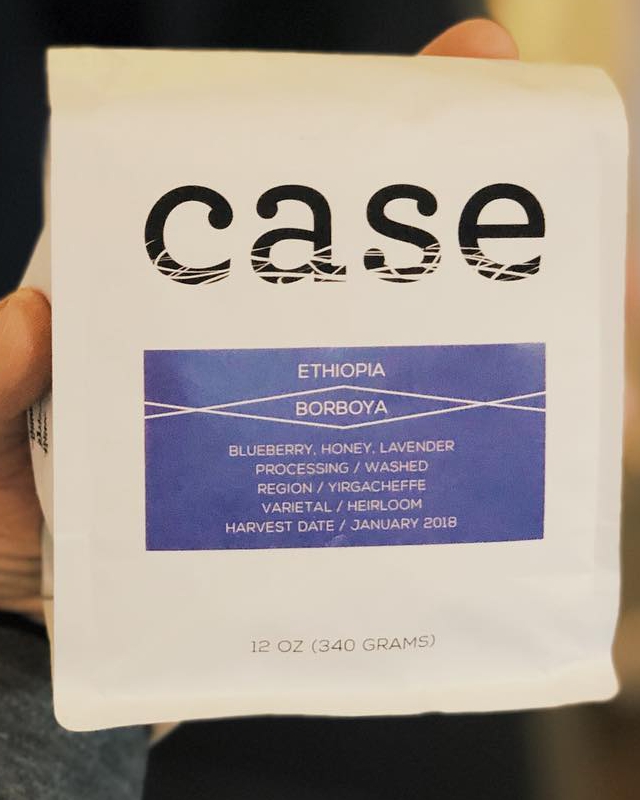 case
ETHIOPIA
BORBOYA
BLUEBERRY, HONEY, LAVENDER
PROCESSING / WASHED
REGION / YIRGACHEFFE
VARIETAL / HEIRLOOM
HARVEST DATE / JANUARY 2018
12 OZ (340 GRAMS)